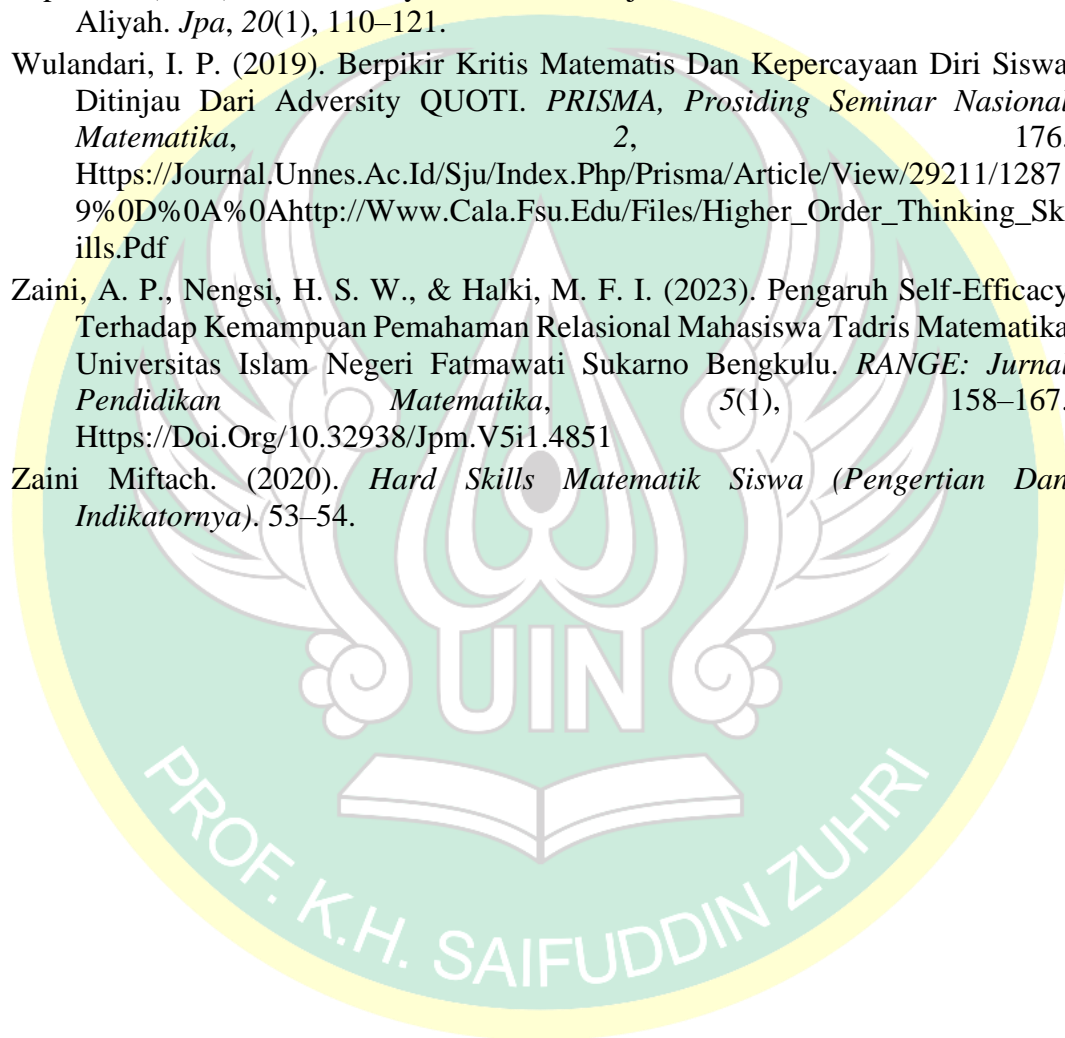 Aliyah. Jpa, 20(1), 110–121.
Wulandari, I. P. (2019). Berpikir Kritis Matematis Dan Kepercayaan Diri Siswa
Ditinjau Dari Adversity QUOTI. PRISMA, Prosiding Seminar Nasional
Matematika, 2, 176.
Https://Journal.Unnes.Ac.Id/Sju/Index.Php/Prisma/Article/View/29211/1287
9%0D%0A%0Ahttp://Www.Cala.Fsu.Edu/Files/Higher_Order_Thinking_Sk
ills.Pdf
Zaini, A. P., Nengsi, H. S. W., & Halki, M. F. I. (2023). Pengaruh Self-Efficacy
Terhadap Kemampuan Pemahaman Relasional Mahasiswa Tadris Matematika
Universitas Islam Negeri Fatmawati Sukarno Bengkulu. RANGE: Jurnal
Pendidikan Matematika, 5(1), 158–167.
Https://Doi.Org/10.32938/Jpm.V5i1.4851
Zaini Miftach. (2020). Hard Skills Matematik Siswa (Pengertian Dan
Indikatornya). 53–54.
UIN
PROF. K.H. SAIFUDDIN ZUHRI